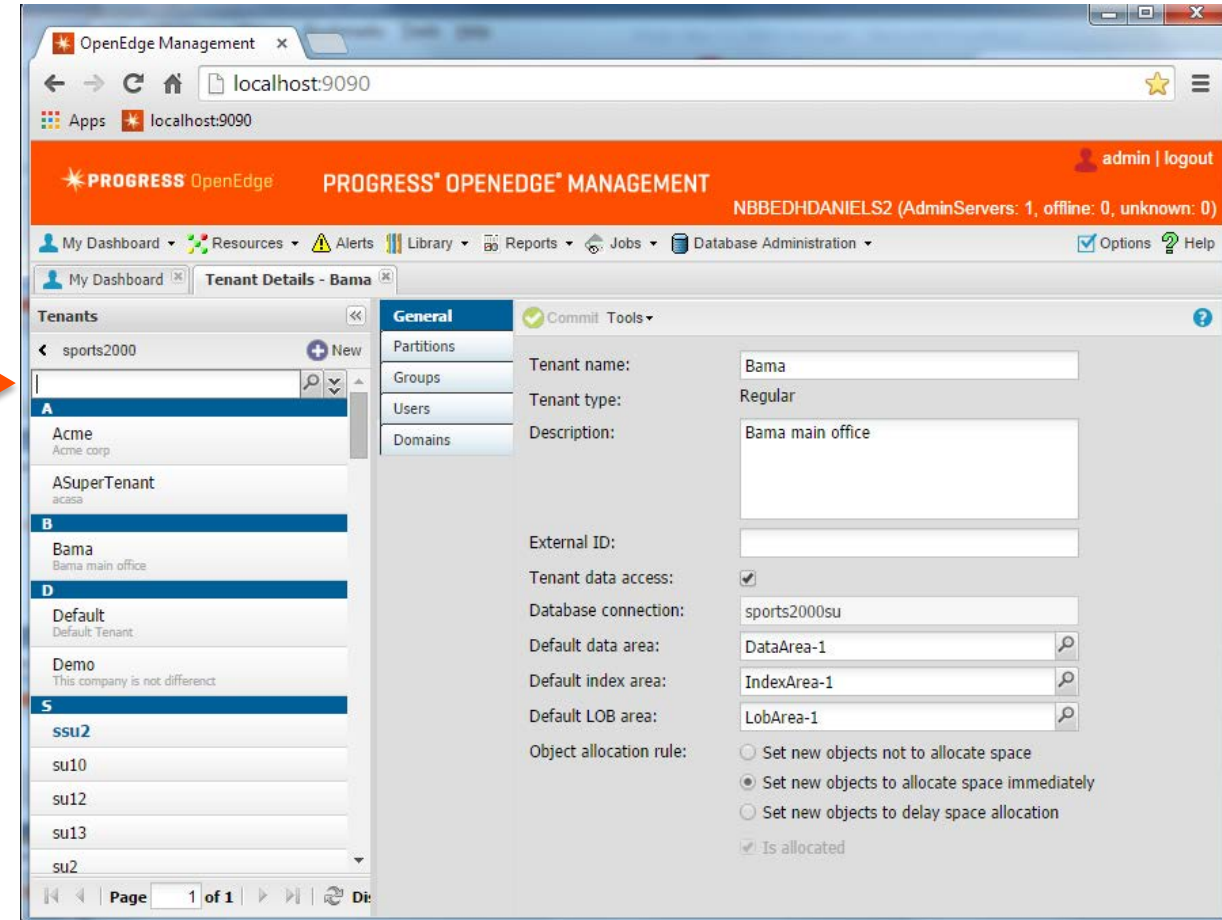 OpenEdge Management
localhost:9090
Apps localhost:9090
admin | logout
PROGRESS OpenEdge PROGRESS® OPENEDGE® MANAGEMENT
NBBEDHDANIELS2 (AdminServers: 1, offline: 0, unknown: 0)
My Dashboard Resources Alerts Library Reports Jobs Database Administration Options Help
My Dashboard Tenant Details - Bama
Tenants
sports2000 New
A
Acme
Acme corp
ASuperTenant
acasa
B
Bama
Bama main office
D
Default
Default Tenant
Demo
This company is not differenct
S
ssu2
su10
su12
su13
su2
Page 1 of 1 Di
General
Partitions
Groups
Users
Domains
Commit Tools
Tenant name: Bama
Tenant type: Regular
Description: Bama main office
External ID:
Tenant data access:
Database connection: sports2000su
Default data area: DataArea-1
Default index area: IndexArea-1
Default LOB area: LobArea-1
Object allocation rule: Set new objects not to allocate space
Set new objects to allocate space immediately
Set new objects to delay space allocation
Is allocated